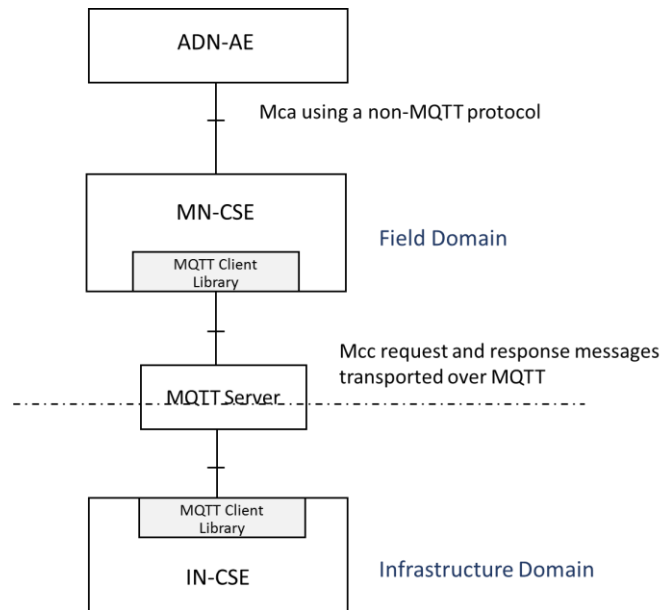 ADN-AE
Mca using a non-MQTT protocol
MN-CSE
Field Domain
MQTT Client
Library
Mcc request and response messages
transported over MQTT
MQTT Server
MQTT Client
Library
IN-CSE
Infrastructure Domain